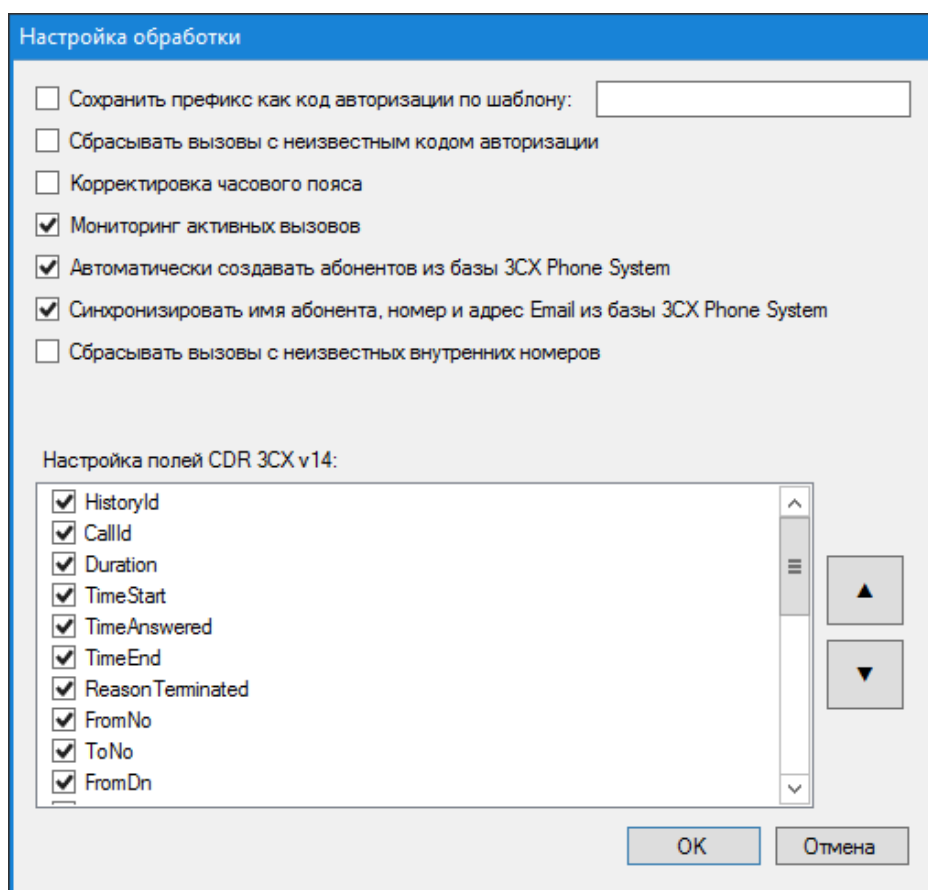 Настройка обработки
Сохранить префикс как код авторизации по шаблону:
Сбрасывать вызовы с неизвестным кодом авторизации
Корректировка часового пояса
Мониторинг активных вызовов
Автоматически создавать абонентов из базы 3CX Phone System
Синхронизировать имя абонента, номер и адрес Email из базы 3CX Phone System
Сбрасывать вызовы с неизвестных внутренних номеров
Настройка полей CDR 3CX v14:
HistoryId
CallId
Duration
TimeStart
TimeAnswered
TimeEnd
ReasonTerminated
FromNo
ToNo
FromDn
OK
Отмена